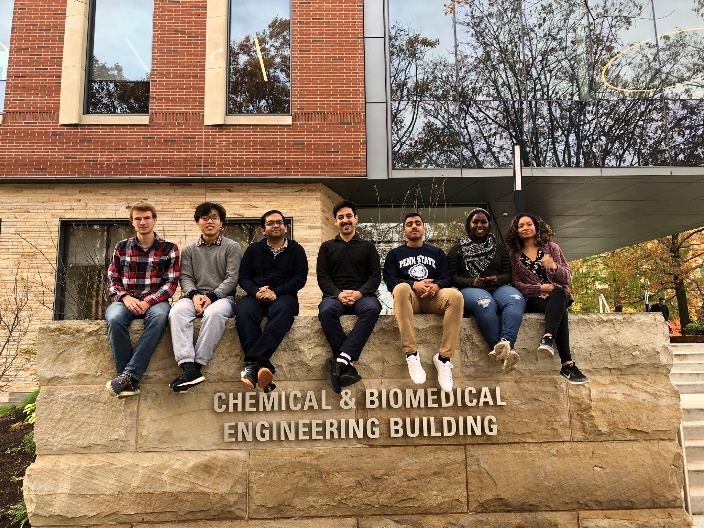 PENN STATE
CHEMICAL & BIOMEDICAL
ENGINEERING BUILDING